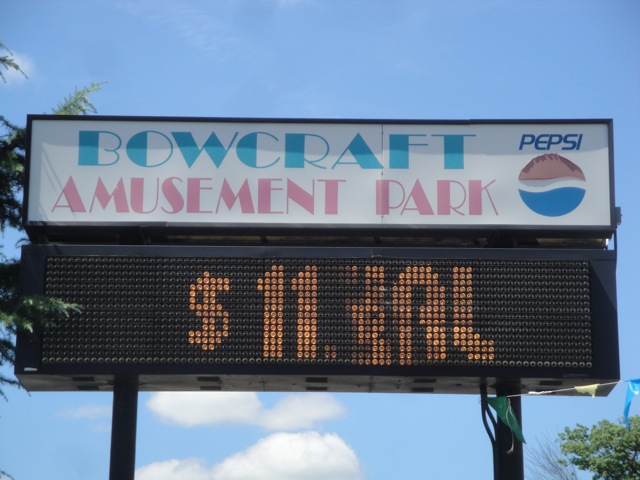 BOWCRAFT
PEPSI
AMUSEMENT PARK
$11.